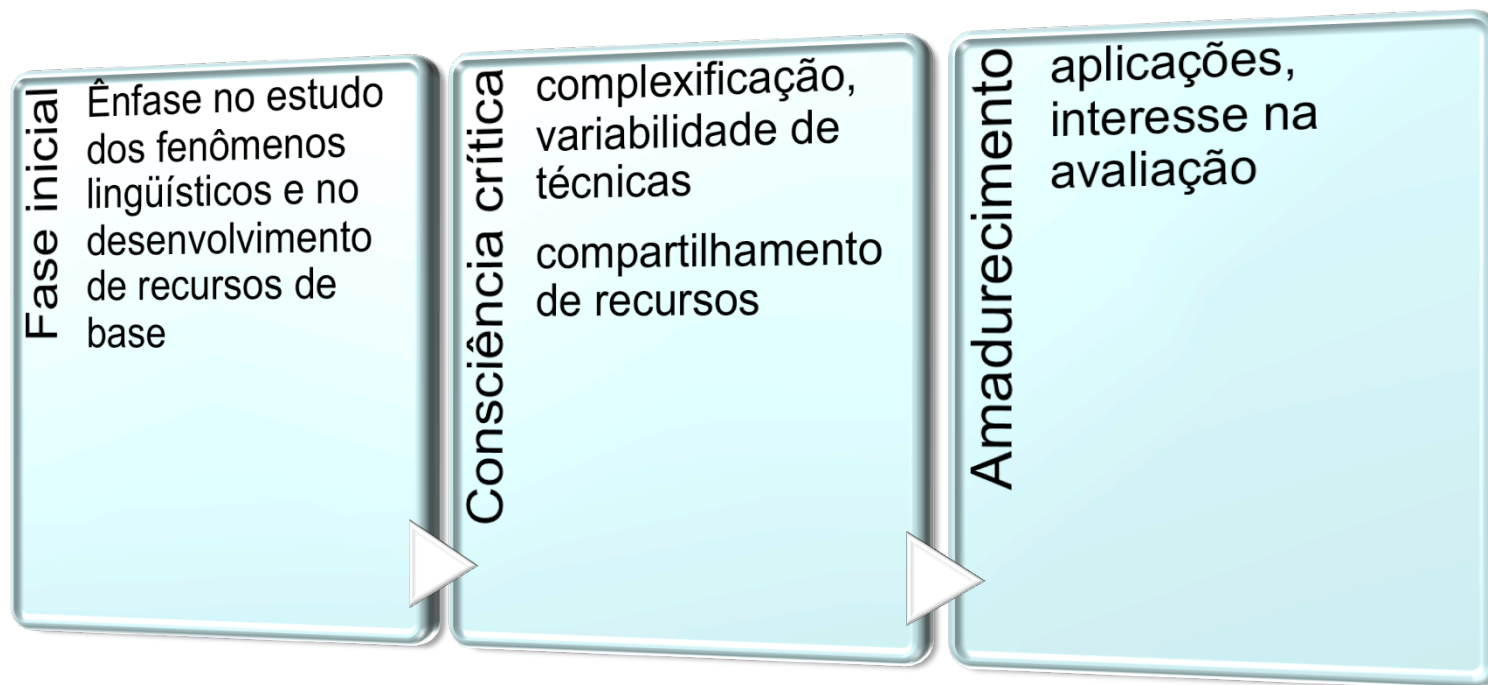 Fase inicial
Ênfase no estudo
dos fenômenos
lingüísticos e no
desenvolvimento
de recursos de
base
Consciência crítica
complexificação,
variabilidade de
técnicas
compartilhamento
de recursos
Amadurecimento
aplicações,
interesse na
avaliação